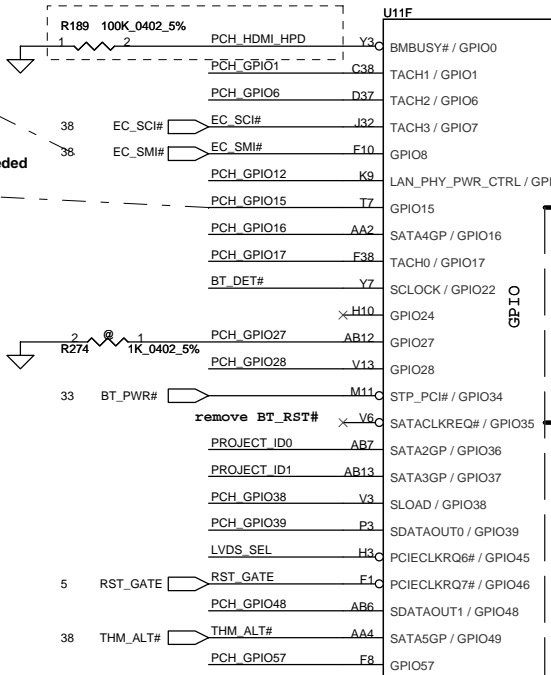 U11F
R189 100K_0402_5%
1 2 PCH_HDMI_HPD Y3 BMBUSY# / GPIO0
PCH_GPIO1 C38 TACH1 / GPIO1
PCH_GPIO6 D37 TACH2 / GPIO6
38 EC_SCI# EC_SCI# J32 TACH3 / GPIO7
38 EC_SMI# EC_SMI# F10 GPIO8
eded
PCH_GPIO12 K9 LAN_PHY_PWR_CTRL / GPI
PCH_GPIO15 T7 GPIO15
PCH_GPIO16 AA2 SATA4GP / GPIO16
PCH_GPIO17 F38 TACH0 / GPIO17
BT_DET# Y7 SCLOCK / GPIO22
GPIO
H10 GPIO24
2 @ 1 PCH_GPIO27 AB12 GPIO27
R274 1K_0402_5%
PCH_GPIO28 V13 GPIO28
33 BT_PWR# M11 STP_PCI# / GPIO34
remove BT_RST# V6 SATACLKREQ# / GPIO35
PROJECT_ID0 AB7 SATA2GP / GPIO36
PROJECT_ID1 AB13 SATA3GP / GPIO37
PCH_GPIO38 V3 SLOAD / GPIO38
PCH_GPIO39 P3 SDATAOUT0 / GPIO39
LVDS_SEL H3 PCIECLKRQ6# / GPIO45
5 RST_GATE RST_GATE F1 PCIECLKRQ7# / GPIO46
PCH_GPIO48 AB6 SDATAOUT1 / GPIO48
38 THM_ALT# THM_ALT# AA4 SATA5GP / GPIO49
PCH_GPIO57 F8 GPIO57